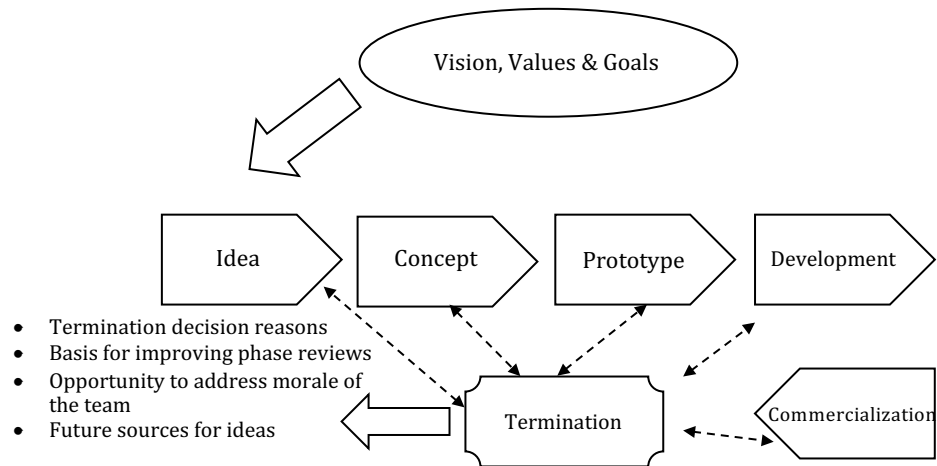 Vision, Values & Goals
Idea
Concept
Prototype
Development
• Termination decision reasons
• Basis for improving phase reviews
• Opportunity to address morale of
the team
• Future sources for ideas
Termination
Commercialization